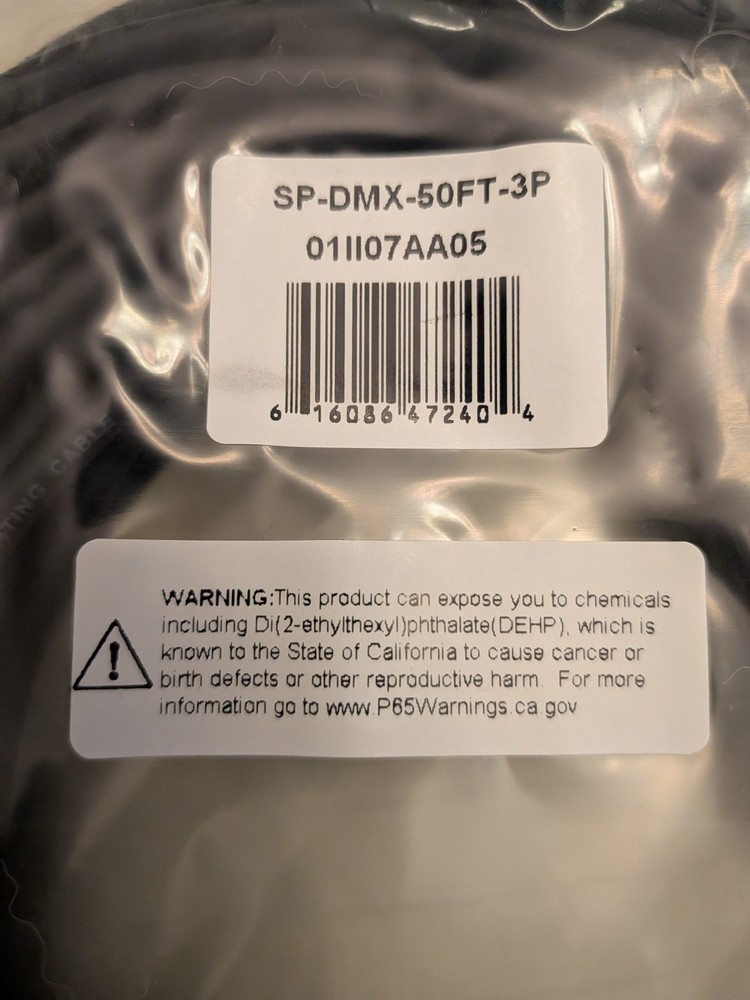 SP-DMX-50FT-3P
01II07AA05
6 16086 47240 4
TING CABLE
WARNING:This product can expose you to chemicals
including Di(2-ethylthexyl)phthalate(DEHP), which is
known to the State of California to cause cancer or
birth defects or other reproductive harm. For more
information go to www.P65Warnings.ca.gov